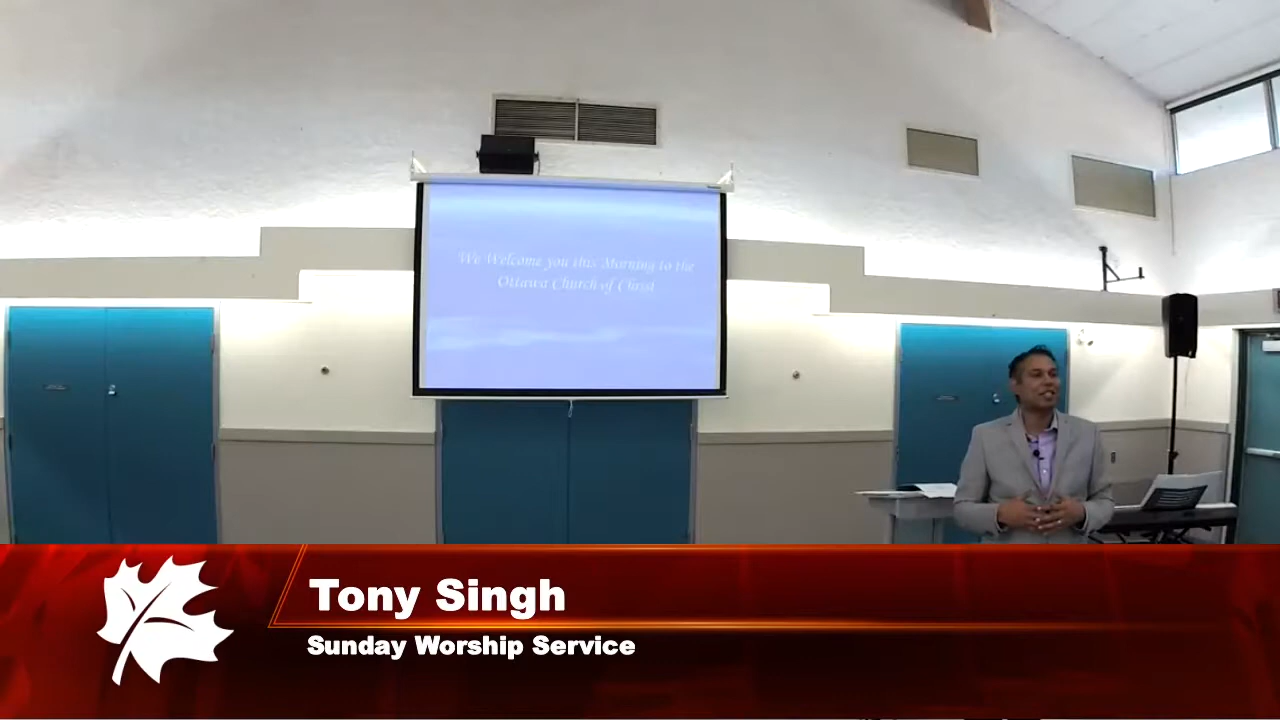 We Welcome you this Morning to the
Ottawa Church of Christ
Tony Singh
Sunday Worship Service